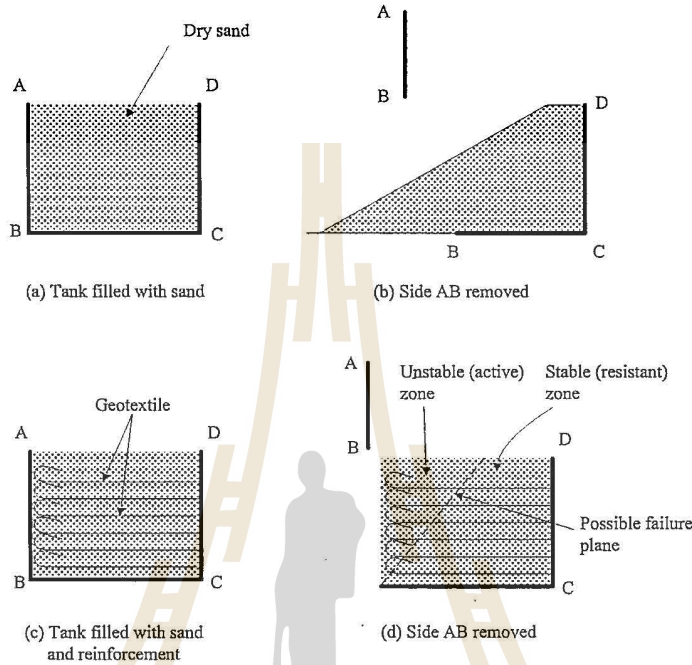 Dry sand
A
D
B
C
(a) Tank filled with sand
A
B
D
B
C
(b) Side AB removed
Geotextile
A
D
B
C
(c) Tank filled with sand
and reinforcement
A
B
Unstable (active)
zone
Stable (resistant)
zone
D
Possible failure
plane
C
(d) Side AB removed